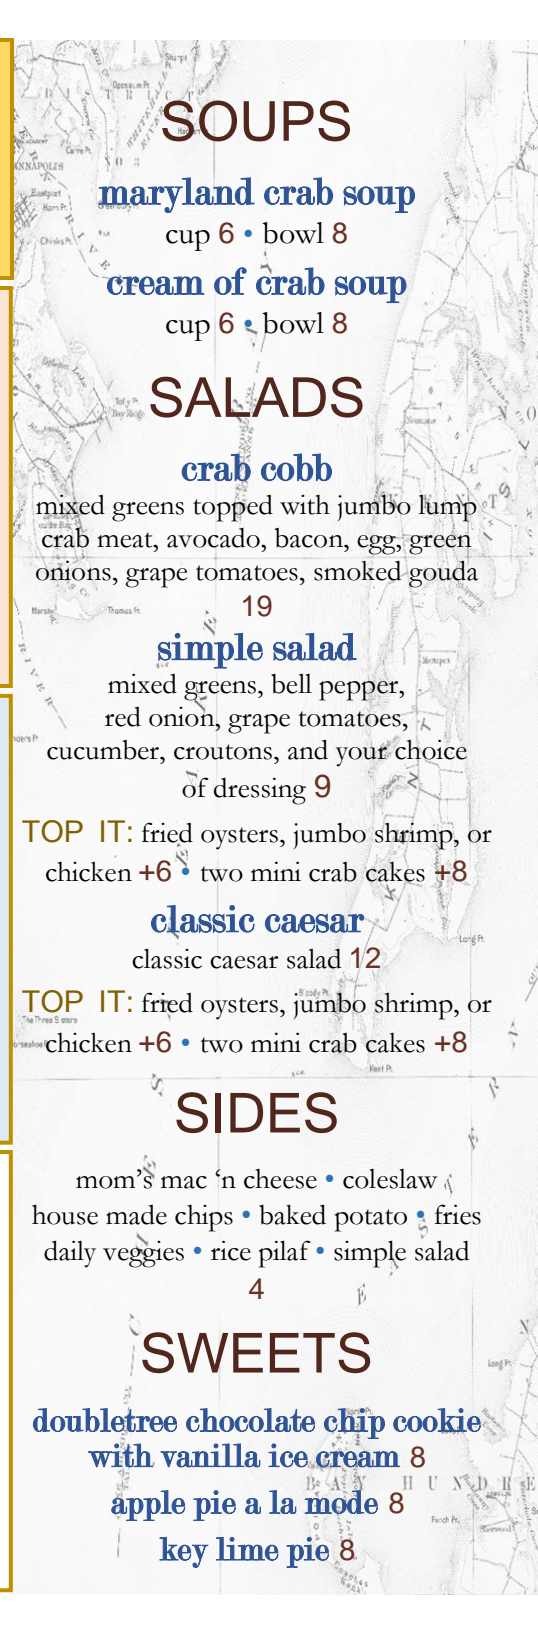 SOUPS
maryland crab soup
cup 6 • bowl 8
cream of crab soup
cup 6 • bowl 8
SALADS
crab cobb
mixed greens topped with jumbo lump
crab meat, avocado, bacon, egg, green
onions, grape tomatoes, smoked gouda
19
simple salad
mixed greens, bell pepper,
red onion, grape tomatoes,
cucumber, croutons, and your choice
of dressing 9
TOP IT: fried oysters, jumbo shrimp, or
chicken +6 • two mini crab cakes +8
classic caesar
classic caesar salad 12
TOP IT: fried oysters, jumbo shrimp, or
chicken +6 • two mini crab cakes +8
SIDES
mom’s mac ‘n cheese • coleslaw
house made chips • baked potato • fries
daily veggies • rice pilaf • simple salad
4
SWEETS
doubletree chocolate chip cookie
with vanilla ice cream 8
apple pie a la mode 8
key lime pie 8